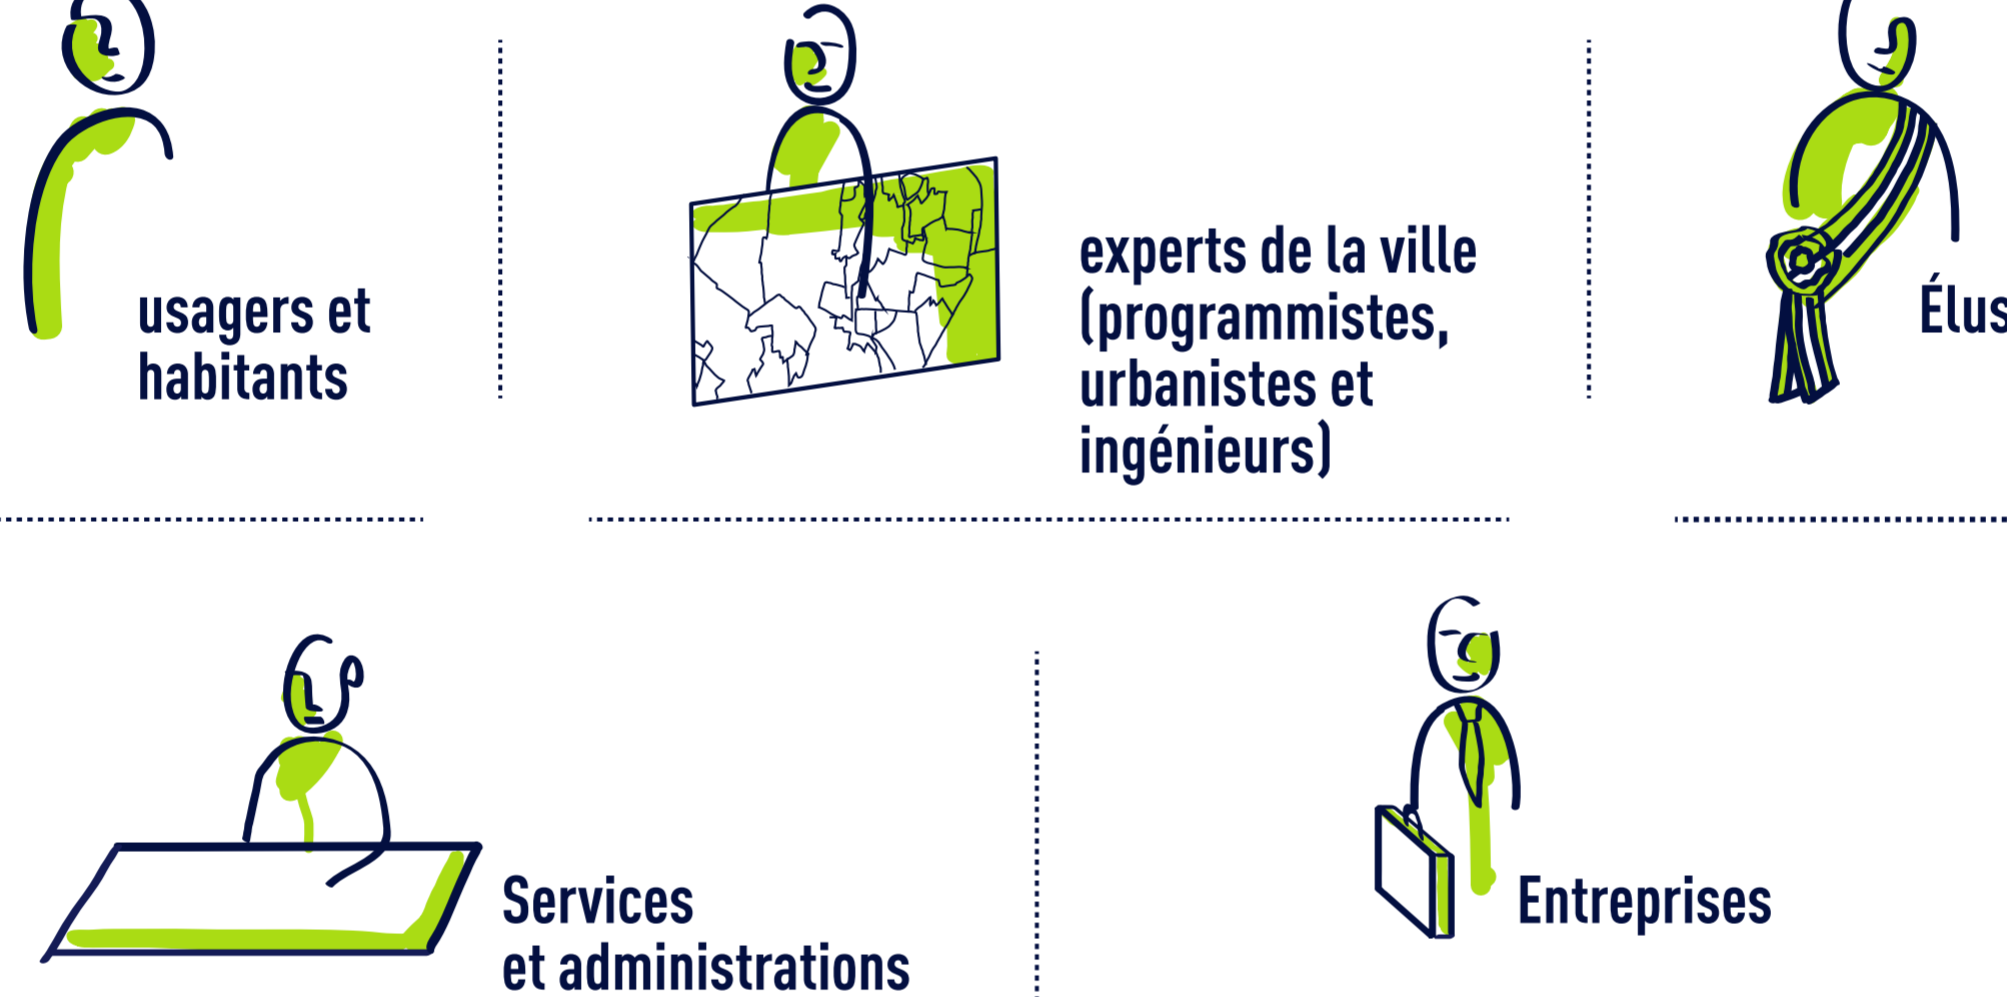 usagers et
habitants
experts de la ville
(programmistes,
urbanistes et
ingénieurs)
Élus
Services
et administrations
Entreprises